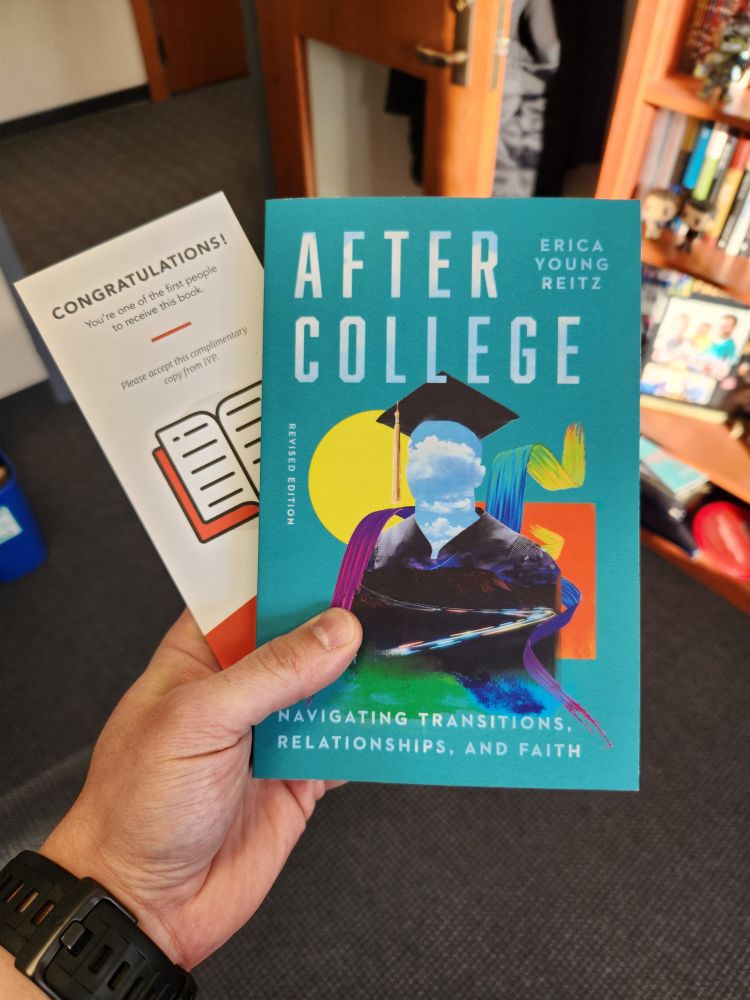 CONGRATULATIONS!
You're one of the first people
to receive this book.
Please accept this complimentary
copy from IVP.
AFTER
COLLEGE
ERICA
YOUNG
REITZ
REVISED EDITION
NAVIGATING TRANSITIONS,
RELATIONSHIPS, AND FAITH